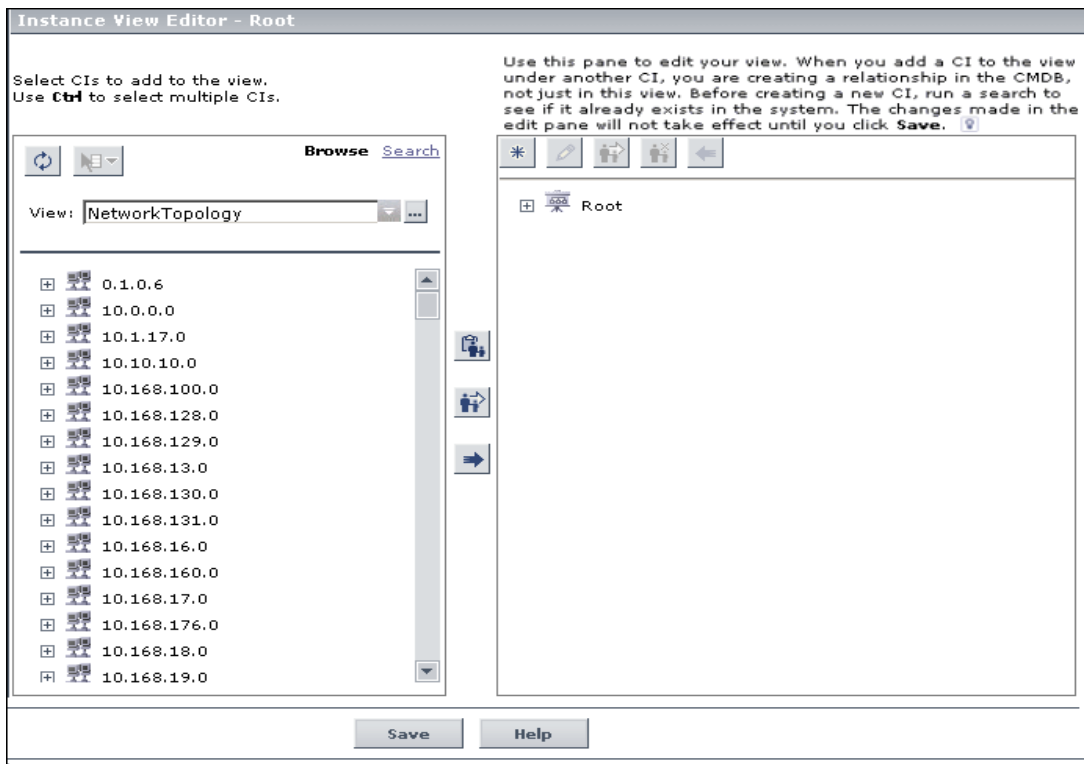 Instance View Editor - Root
Select CIs to add to the view.
Use Ctrl to select multiple CIs.
Use this pane to edit your view. When you add a CI to the view
under another CI, you are creating a relationship in the CMDB,
not just in this view. Before creating a new CI, run a search to
see if it already exists in the system. The changes made in the
edit pane will not take effect until you click Save.
Browse Search
View: NetworkTopology ...
0.1.0.6
10.0.0.0
10.1.17.0
10.10.10.0
10.168.100.0
10.168.128.0
10.168.129.0
10.168.13.0
10.168.130.0
10.168.131.0
10.168.16.0
10.168.160.0
10.168.17.0
10.168.176.0
10.168.18.0
10.168.19.0
Root
Save Help